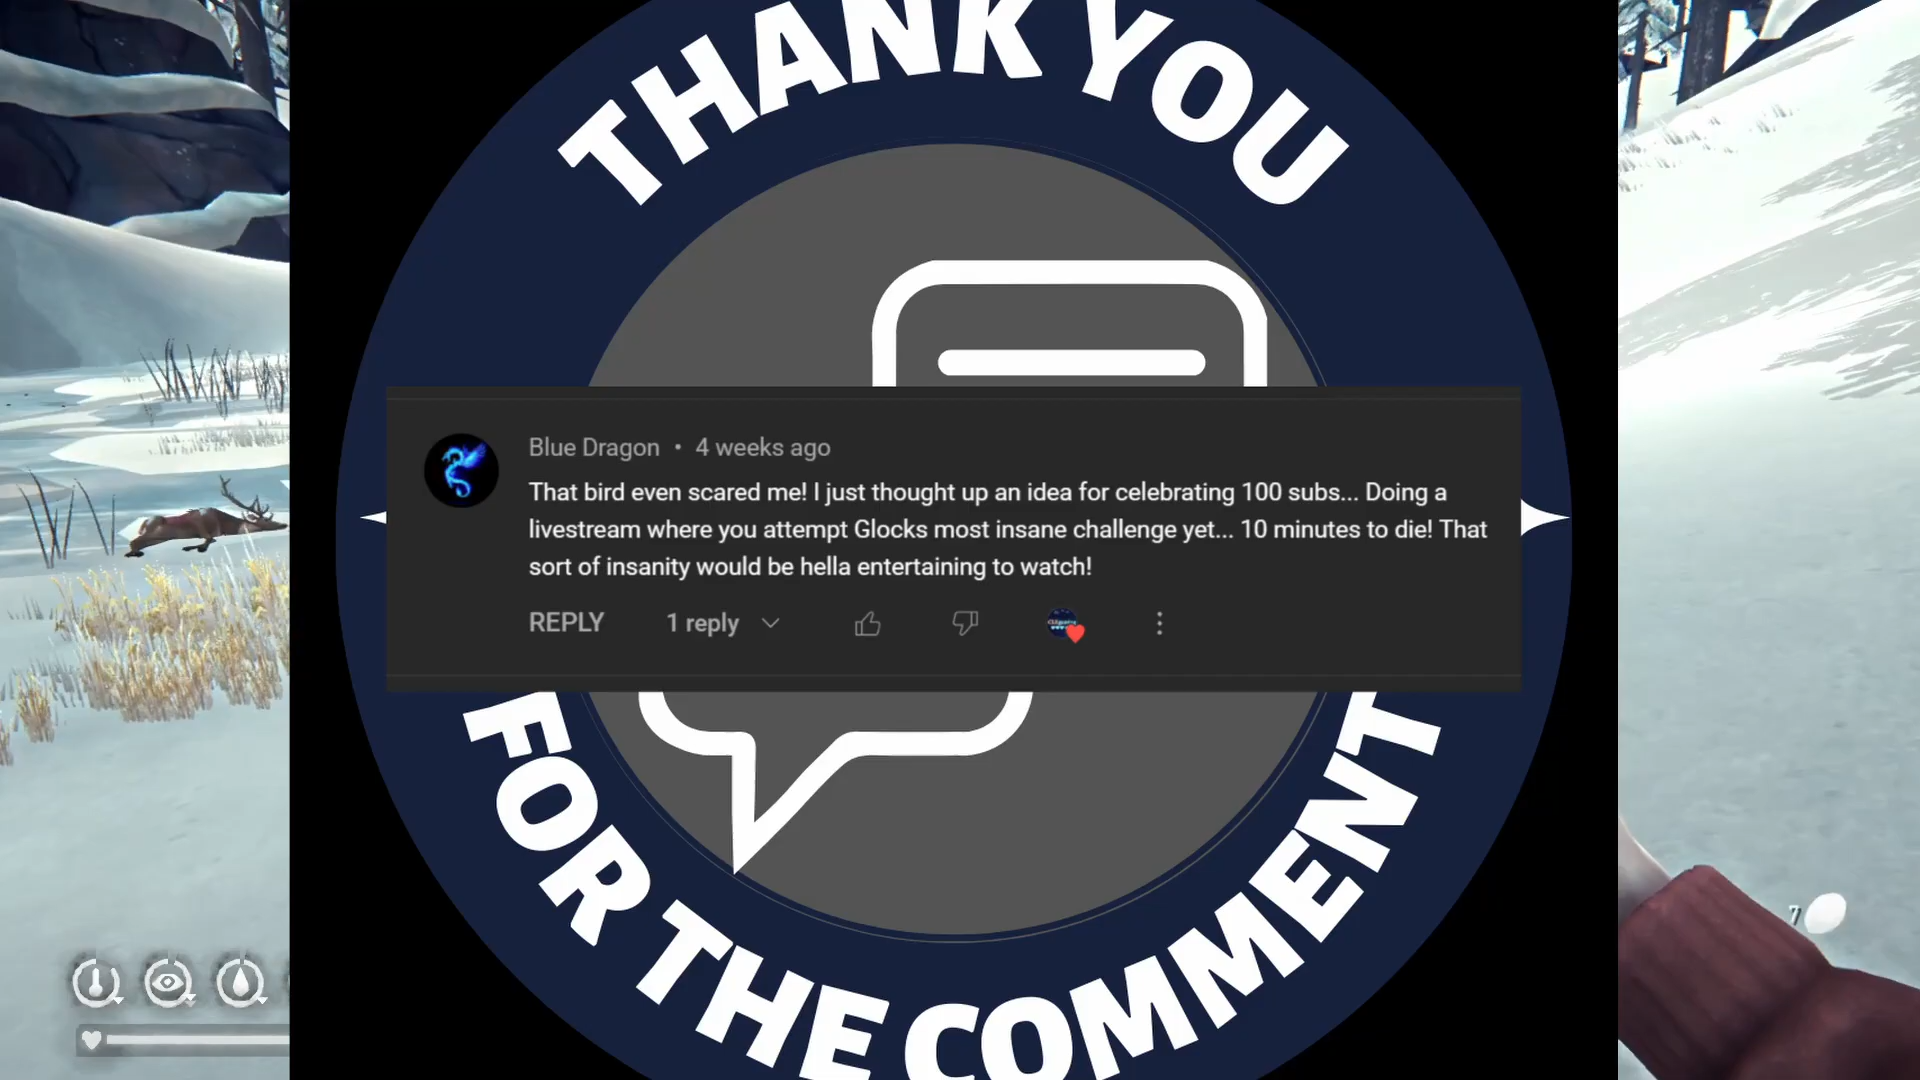 THANK YOU
Blue Dragon • 4 weeks ago
That bird even scared me! I just thought up an idea for celebrating 100 subs... Doing a
livestream where you attempt Glocks most insane challenge yet... 10 minutes to die! That
sort of insanity would be hella entertaining to watch!
REPLY 1 reply
FOR THE COMMENT